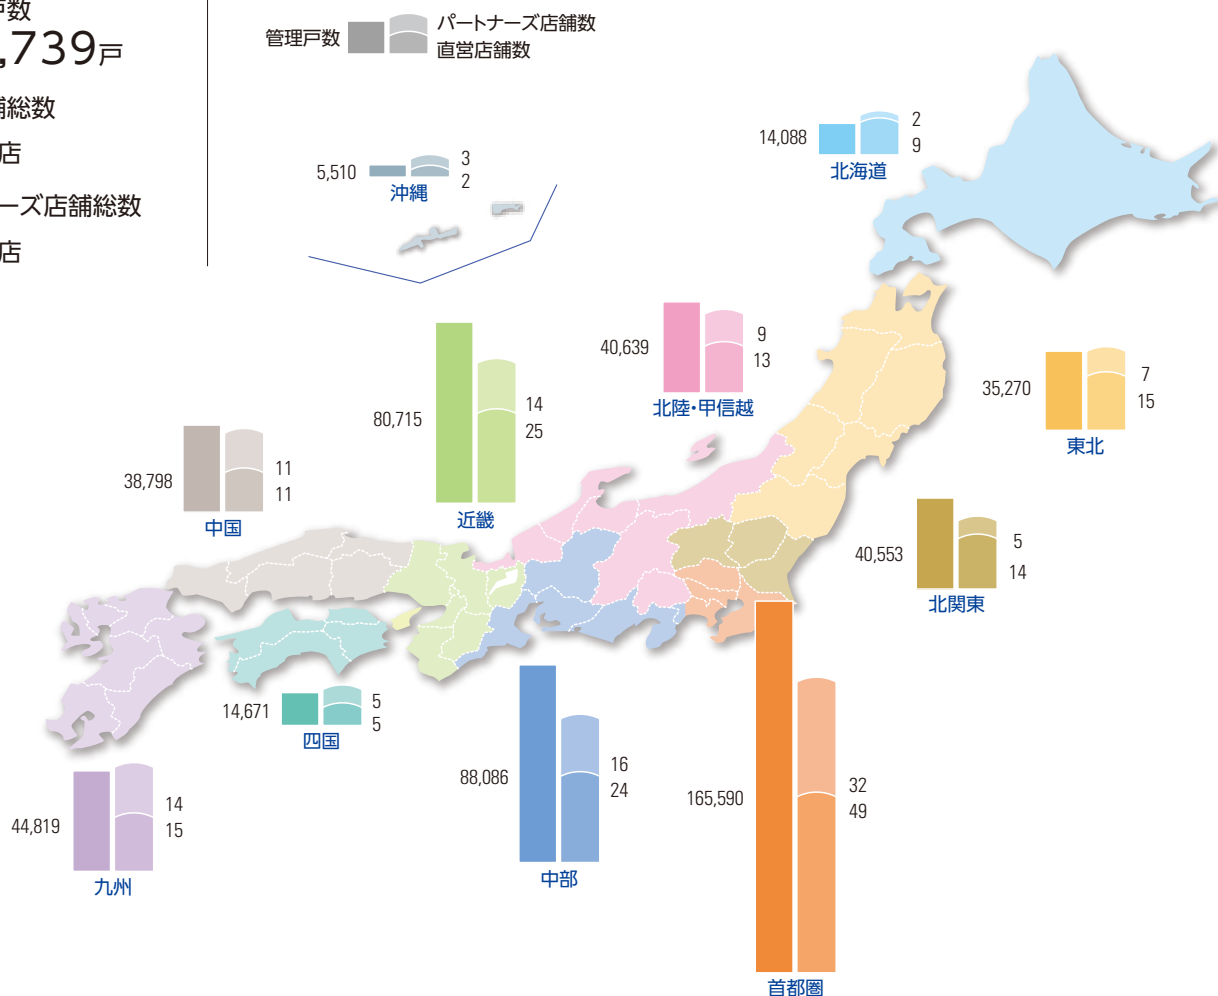 戸数
,739戸
舗総数
店
ーズ店舗総数
店
管理戸数
パートナーズ店舗数
直営店舗数
14,088
2
9
北海道
5,510
3
2
沖縄
40,639
9
13
北陸・甲信越
35,270
7
15
東北
80,715
14
25
近畿
38,798
11
11
中国
40,553
5
14
北関東
14,671
5
5
四国
88,086
16
24
中部
165,590
32
49
首都圏
44,819
14
15
九州